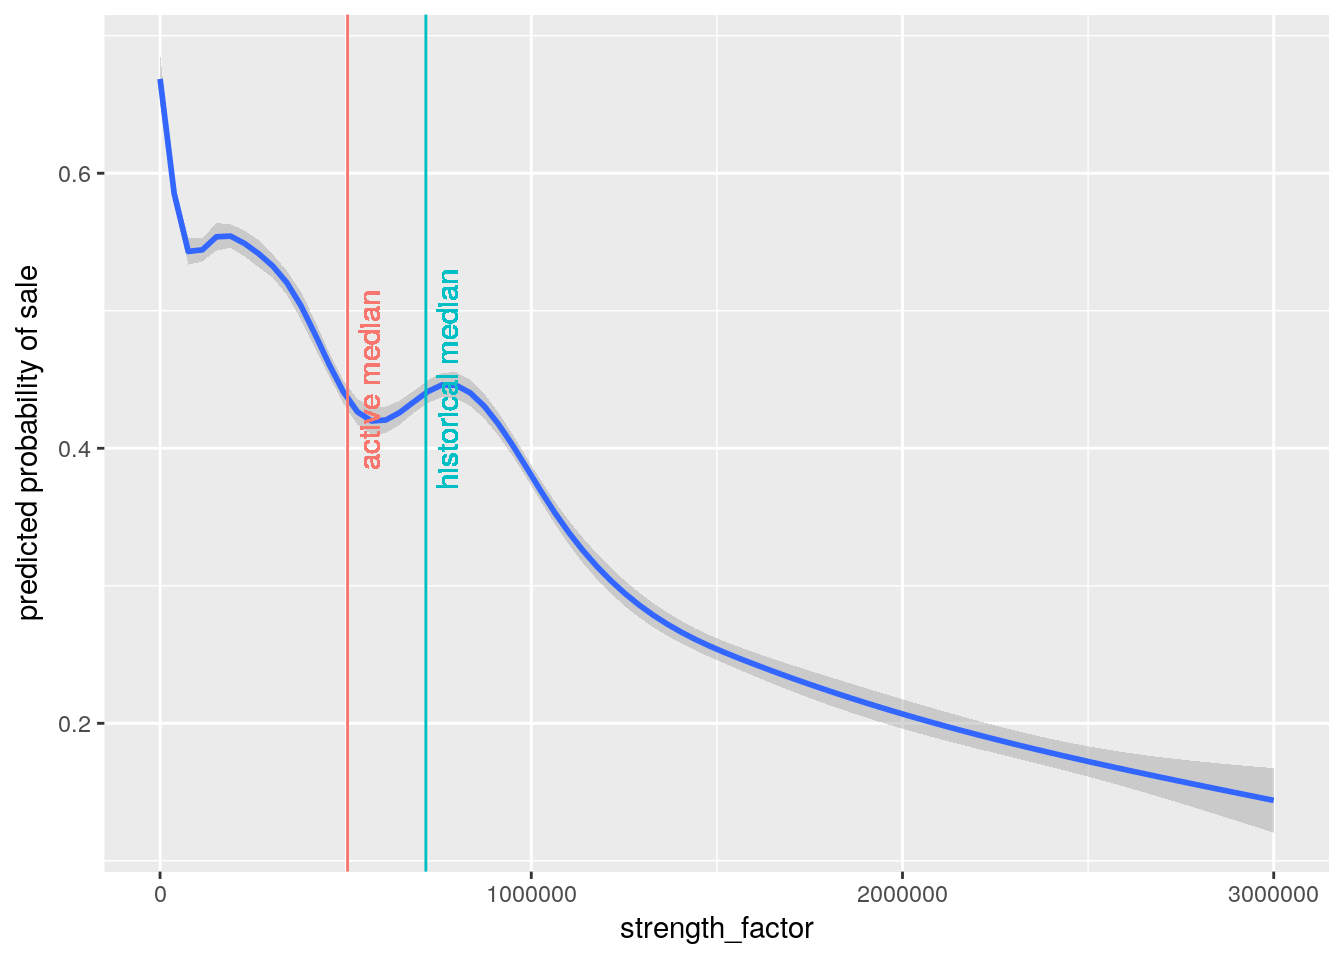 predicted probability of sale
0.6
0.4
0.2
active median
historical median
0
1000000
2000000
3000000
strength_factor